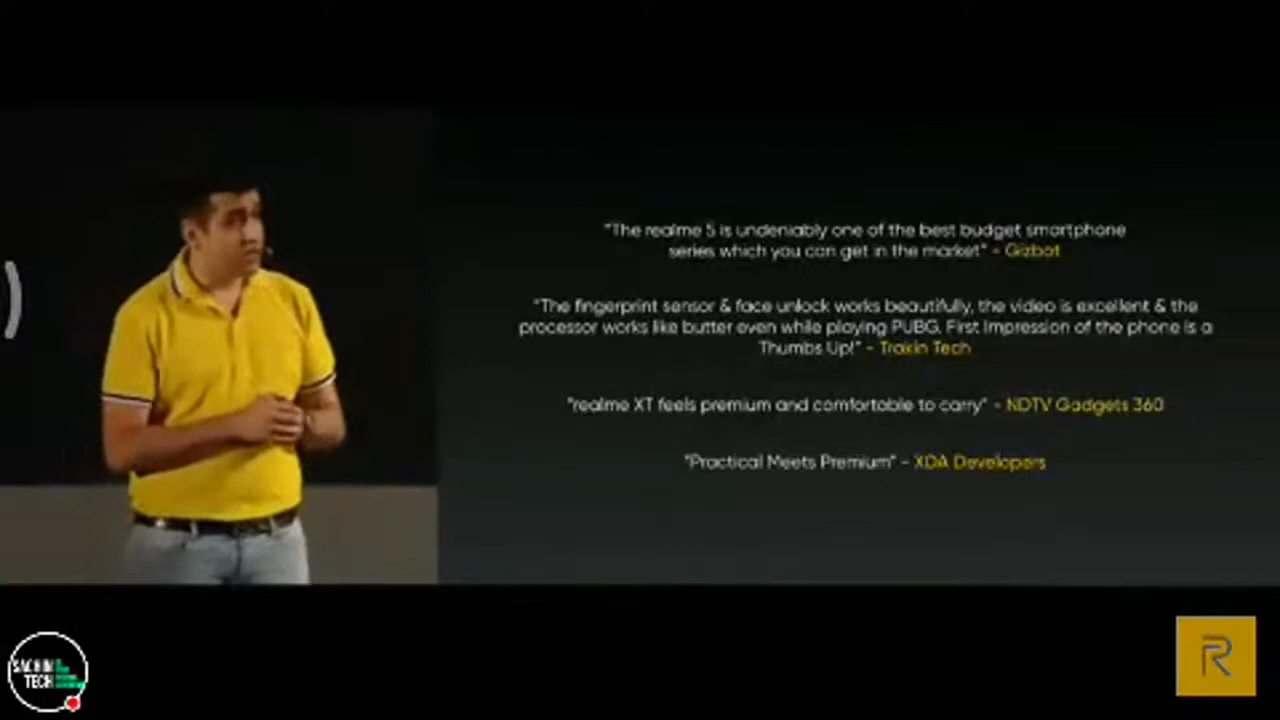 "The realme 5 is undeniably one of the best budget smartphone
series which you can get in the market" - Gizbot
"The fingerprint sensor & face unlock works beautifully, the video is excellent & the
processor works like butter even while playing PUBG. First Impression of the phone is a
Thumbs Up!" - Trakin Tech
"realme XT feels premium and comfortable to carry" - NDTV Gadgets 360
"Practical Meets Premium" - XDA Developers
SACHIN
TECH
R